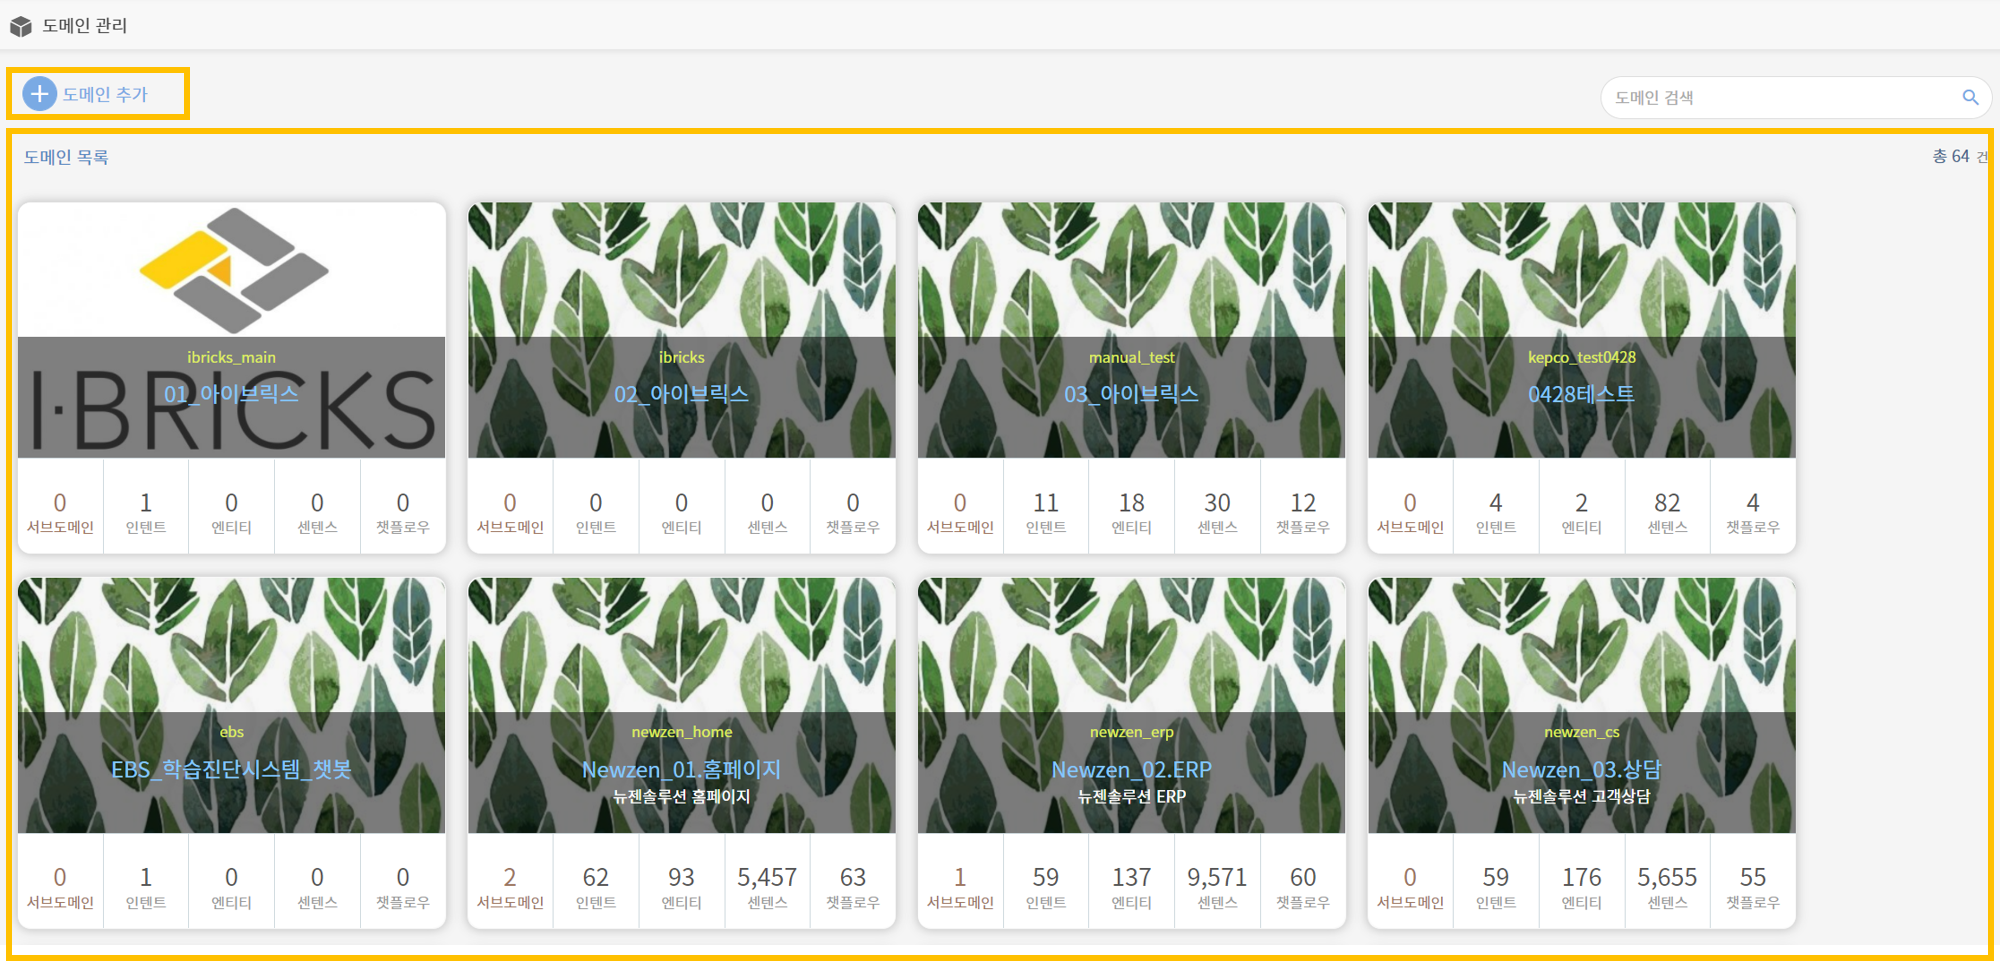 도메인 관리
도메인 추가
도메인 검색
도메인 목록
총 64 건
ibricks_main
01_아이브릭스
I·BRICKS
0 1 0 0 0
서브도메인 인텐트 엔티티 센텐스 챗플로우
ibricks
02_아이브릭스
0 0 0 0 0
서브도메인 인텐트 엔티티 센텐스 챗플로우
manual_test
03_아이브릭스
0 11 18 30 12
서브도메인 인텐트 엔티티 센텐스 챗플로우
kepco_test0428
0428테스트
0 4 2 82 4
서브도메인 인텐트 엔티티 센텐스 챗플로우
ebs
EBS_학습진단시스템_챗봇
0 1 0 0 0
서브도메인 인텐트 엔티티 센텐스 챗플로우
newzen_home
Newzen_01.홈페이지
뉴젠솔루션 홈페이지
2 62 93 5,457 63
서브도메인 인텐트 엔티티 센텐스 챗플로우
newzen_erp
Newzen_02.ERP
뉴젠솔루션 ERP
1 59 137 9,571 60
서브도메인 인텐트 엔티티 센텐스 챗플로우
newzen_cs
Newzen_03.상담
뉴젠솔루션 고객상담
0 59 176 5,655 55
서브도메인 인텐트 엔티티 센텐스 챗플로우